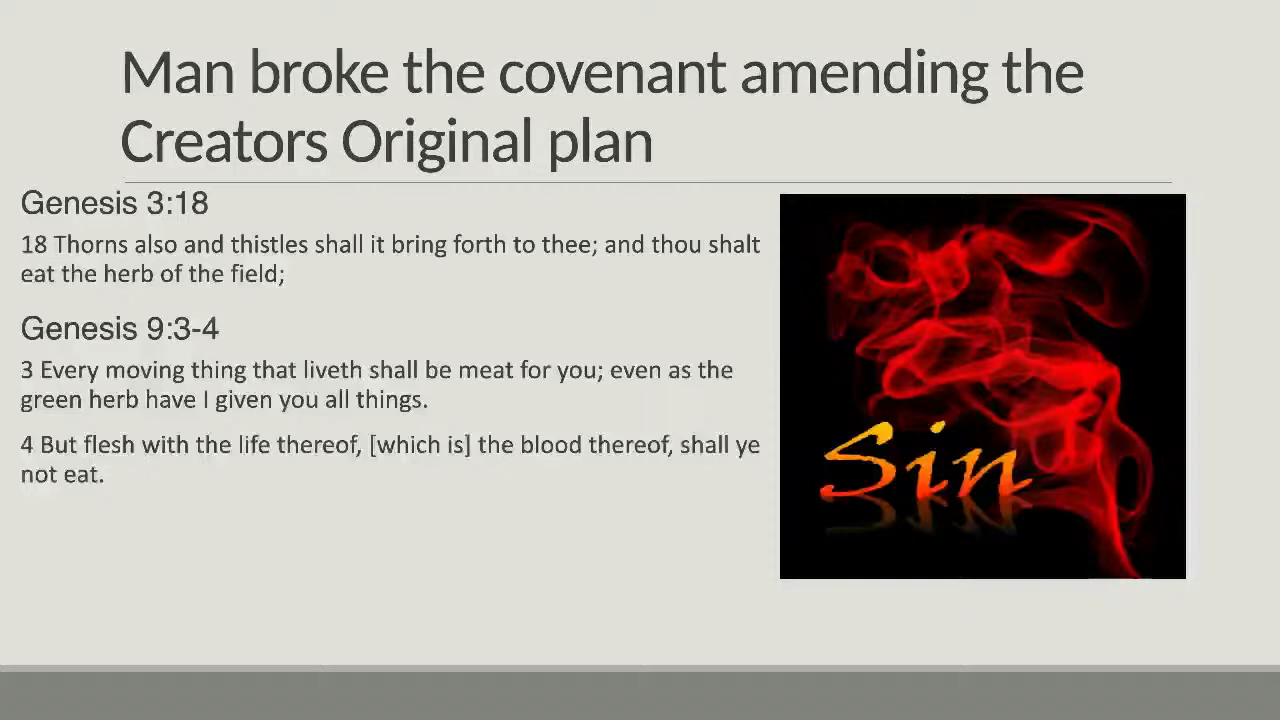 Man broke the covenant amending the
Creators Original plan
Genesis 3:18
18 Thorns also and thistles shall it bring forth to thee; and thou shalt
eat the herb of the field;
Genesis 9:3-4
3 Every moving thing that liveth shall be meat for you; even as the
green herb have I given you all things.
4 But flesh with the life thereof, [which is] the blood thereof, shall ye
not eat.
Sin